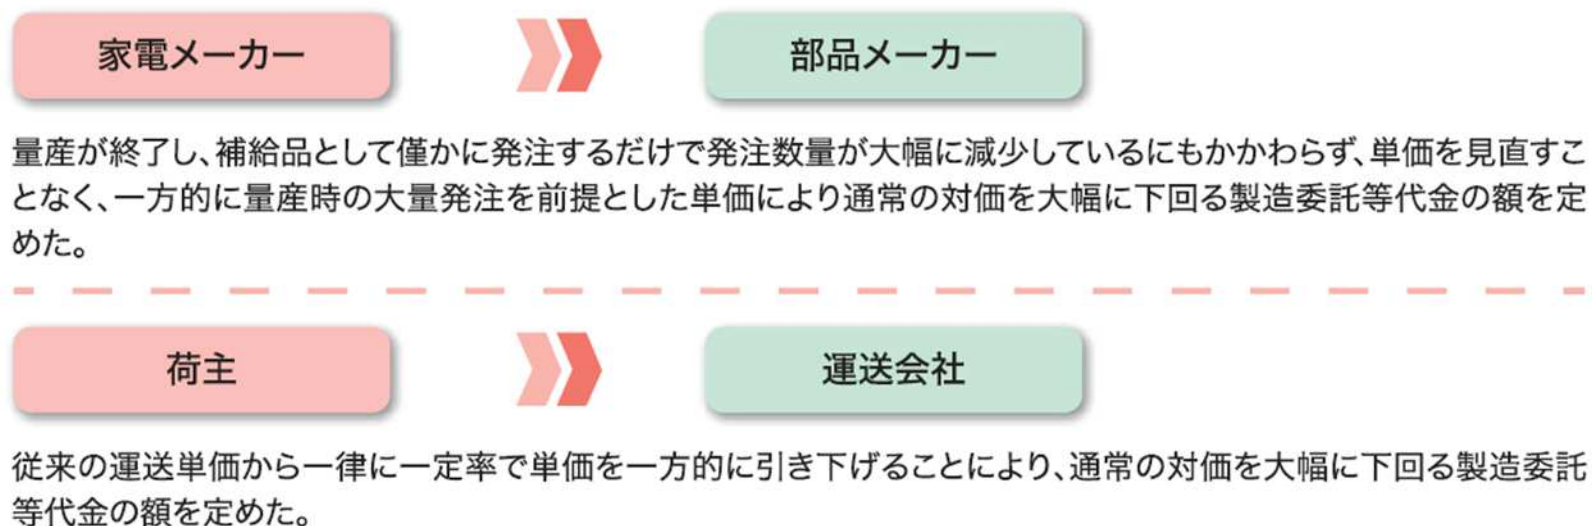 家電メーカー
部品メーカー
量産が終了し、補給品として僅かに発注するだけで発注数量が大幅に減少しているにもかかわらず、単価を見直すこ
となく、一方的に量産時の大量発注を前提とした単価により通常の対価を大幅に下回る製造委託等代金の額を定
めた。
荷主
運送会社
従来の運送単価から一律に一定率で単価を一方的に引き下げることにより、通常の対価を大幅に下回る製造委託
等代金の額を定めた。